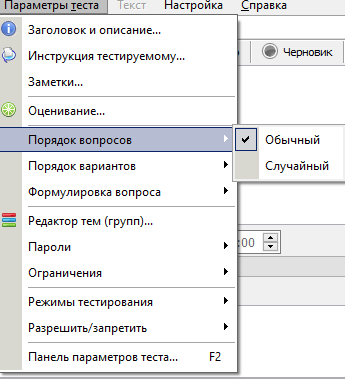 Параметры теста Текст Настройка Справка
Заголовок и описание...
Инструкция тестируемому...
Черновик
Заметки...
Оценивание...
Порядок вопросов
Обычный
Порядок вариантов
Случайный
Формулировка вопроса
Редактор тем (групп)...
Пароли
:00
Ограничения
Режимы тестирования
Разрешить/запретить
Панель параметров теста... F2